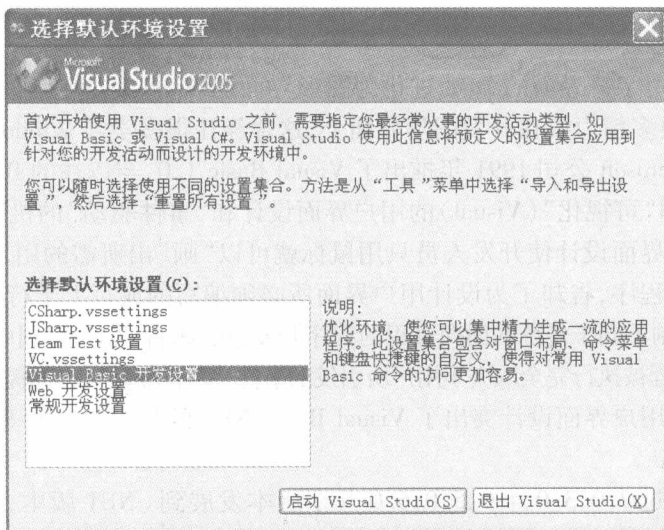 选择默认环境设置
Microsoft
Visual Studio 2005
首次开始使用 Visual Studio 之前，需要指定您最经常从事的开发活动类型，如
Visual Basic 或 Visual C#。Visual Studio 使用此信息将预定义的设置集合应用到
针对您的开发活动而设计的开发环境中。
您可以随时选择使用不同的设置集合。方法是从“工具”菜单中选择“导入和导出设
置”，然后选择“重置所有设置”。
选择默认环境设置(C)：
CSharp.vssettings
JSharp.vssettings
Team Test 设置
VC.vssettings
Visual Basic 开发设置
Web 开发设置
常规开发设置
说明：
优化环境，使您可以集中精力生成一流的应用
程序。此设置集合包含对窗口布局、命令菜单
和键盘快捷键的自定义，使得对常用 Visual
Basic 命令的访问更加容易。
启动 Visual Studio(S)
退出 Visual Studio(X)